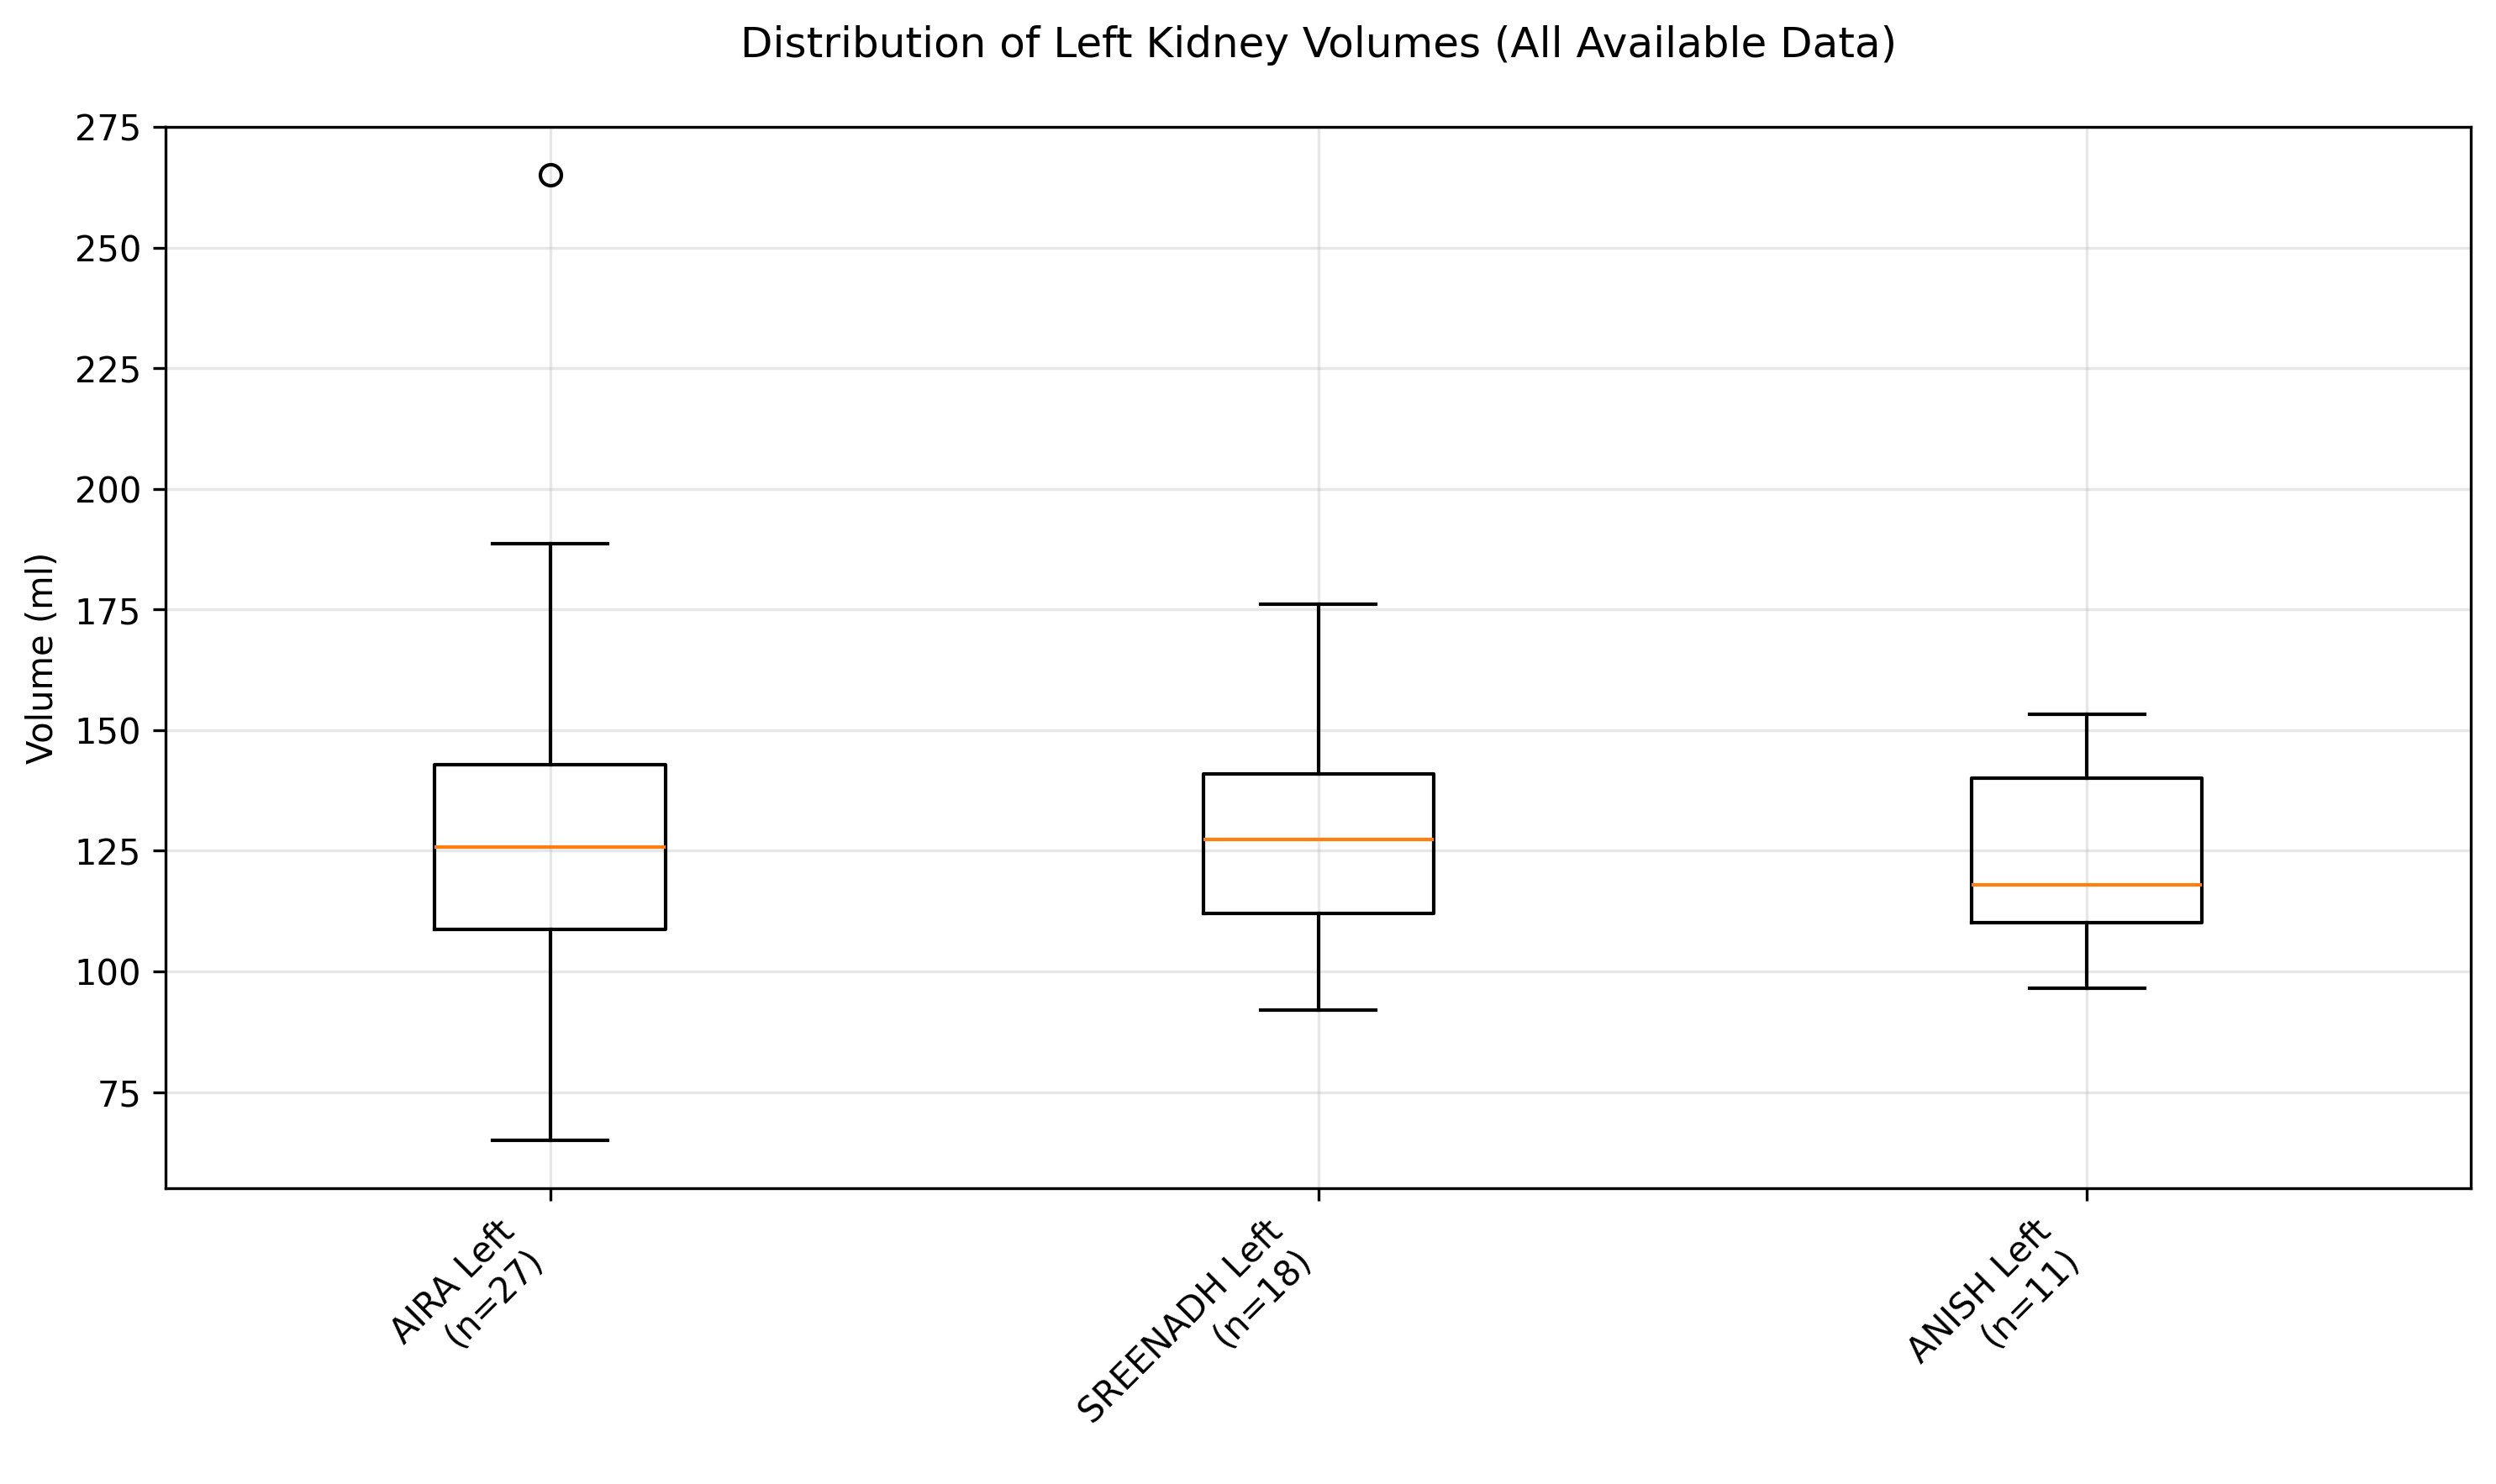 Distribution of Left Kidney Volumes (All Available Data)
Volume (ml)
275
250
225
200
175
150
125
100
75
AIRA Left
(n=27)
SREENADH Left
(n=18)
ANISH Left
(n=11)